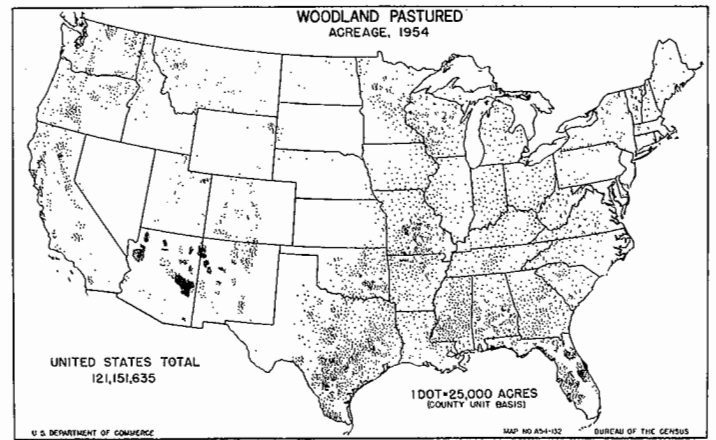 WOODLAND PASTURED
ACREAGE, 1954
UNITED STATES TOTAL
121,151,635
1 DOT=25,000 ACRES
(COUNTY UNIT BASIS)
U. S. DEPARTMENT OF COMMERCE
MAP NO. A54-132
BUREAU OF THE CENSUS